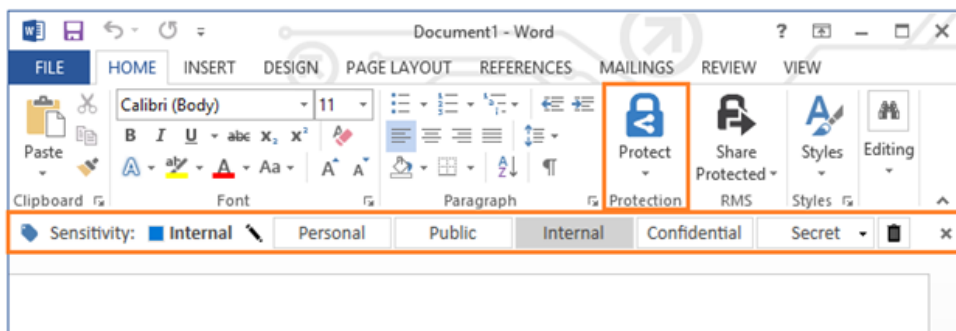 Document1 - Word
FILE HOME INSERT DESIGN PAGE LAYOUT REFERENCES MAILINGS REVIEW VIEW
Calibri (Body) 11
B I U abc X₂ X²
A aby A Aa A A
Paste
Protect
Share
Protected
Styles
Editing
Clipboard Font Paragraph Protection RMS Styles
Sensitivity: Internal Personal Public Internal Confidential Secret